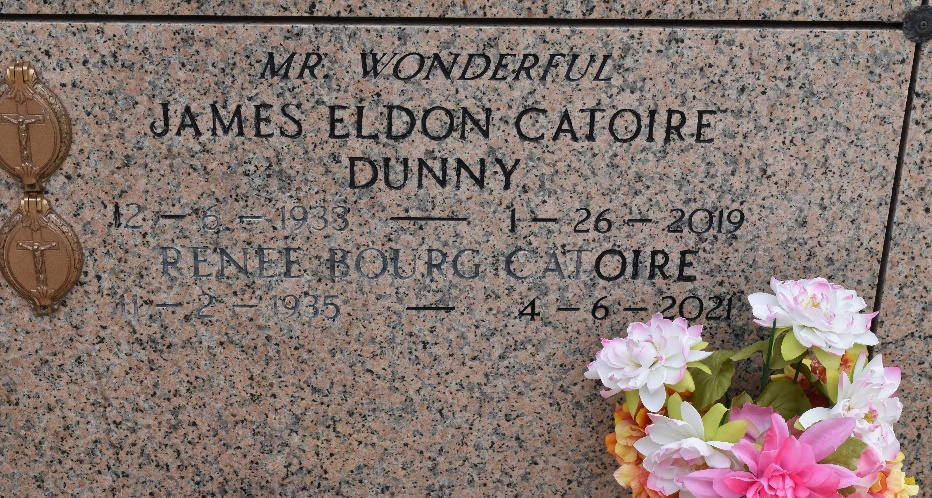 MR. WONDERFUL
JAMES ELDON CATOIRE
DUNNY
12 — 6 — 1933 — 1 — 26 — 2019
RENEE BOURG CATOIRE
11 — 2 — 1935 — 4 — 6 — 2021